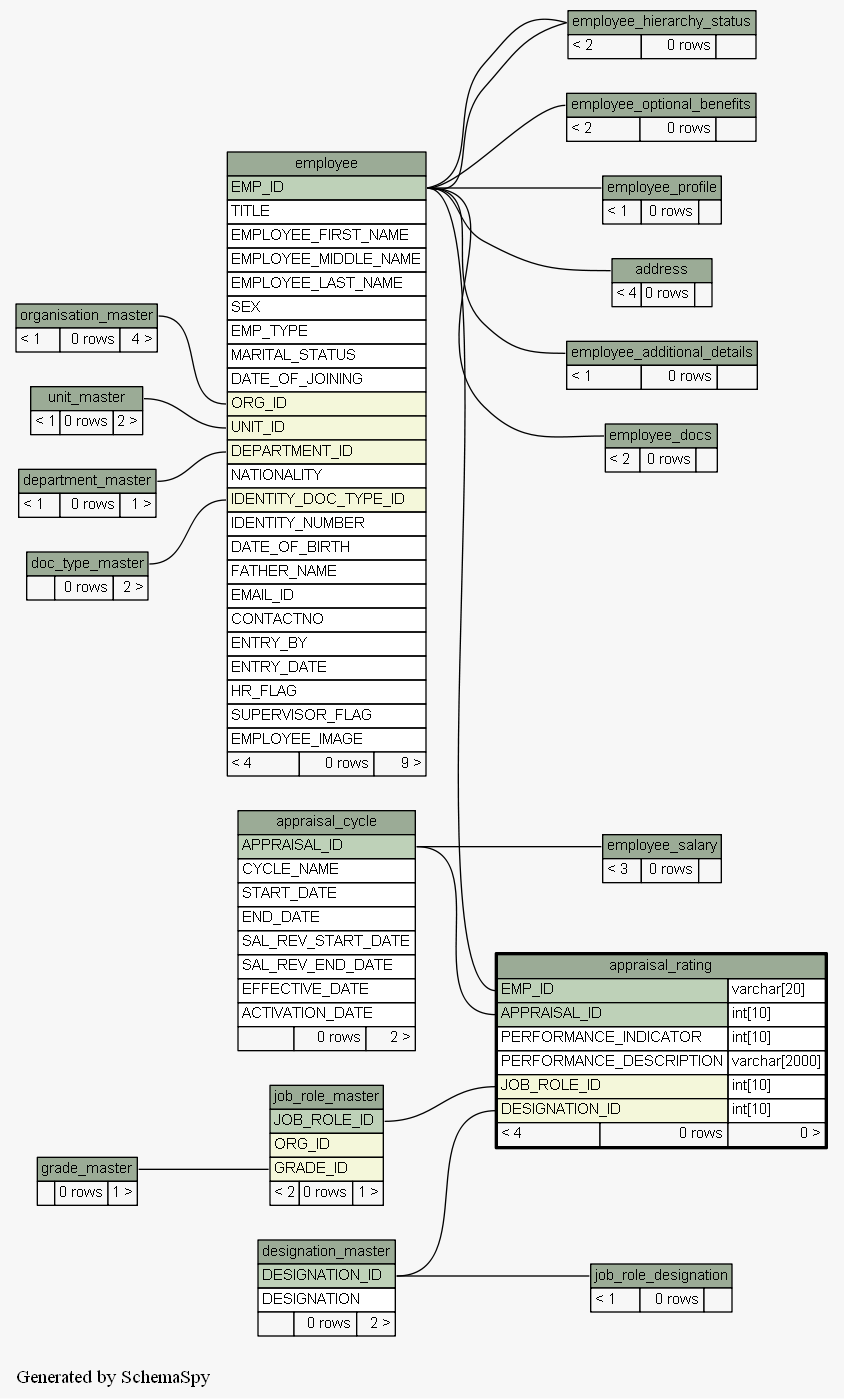 employee_hierarchy_status
< 2 0 rows
employee_optional_benefits
< 2 0 rows
employee_profile
< 1 0 rows
address
< 4 0 rows
employee_additional_details
< 1 0 rows
employee_docs
< 2 0 rows
employee
EMP_ID
TITLE
EMPLOYEE_FIRST_NAME
EMPLOYEE_MIDDLE_NAME
EMPLOYEE_LAST_NAME
SEX
EMP_TYPE
MARITAL_STATUS
DATE_OF_JOINING
ORG_ID
UNIT_ID
DEPARTMENT_ID
NATIONALITY
IDENTITY_DOC_TYPE_ID
IDENTITY_NUMBER
DATE_OF_BIRTH
FATHER_NAME
EMAIL_ID
CONTACTNO
ENTRY_BY
ENTRY_DATE
HR_FLAG
SUPERVISOR_FLAG
EMPLOYEE_IMAGE
< 4 0 rows 9 >
organisation_master
< 1 0 rows 4 >
unit_master
< 1 0 rows 2 >
department_master
< 1 0 rows 1 >
doc_type_master
0 rows 2 >
appraisal_cycle
APPRAISAL_ID
CYCLE_NAME
START_DATE
END_DATE
SAL_REV_START_DATE
SAL_REV_END_DATE
EFFECTIVE_DATE
ACTIVATION_DATE
0 rows 2 >
employee_salary
< 3 0 rows
appraisal_rating
EMP_ID varchar[20]
APPRAISAL_ID int[10]
PERFORMANCE_INDICATOR int[10]
PERFORMANCE_DESCRIPTION varchar[2000]
JOB_ROLE_ID int[10]
DESIGNATION_ID int[10]
< 4 0 rows 0 >
job_role_master
JOB_ROLE_ID
ORG_ID
GRADE_ID
< 2 0 rows 1 >
grade_master
0 rows 1 >
designation_master
DESIGNATION_ID
DESIGNATION
0 rows 2 >
job_role_designation
< 1 0 rows
Generated by SchemaSpy